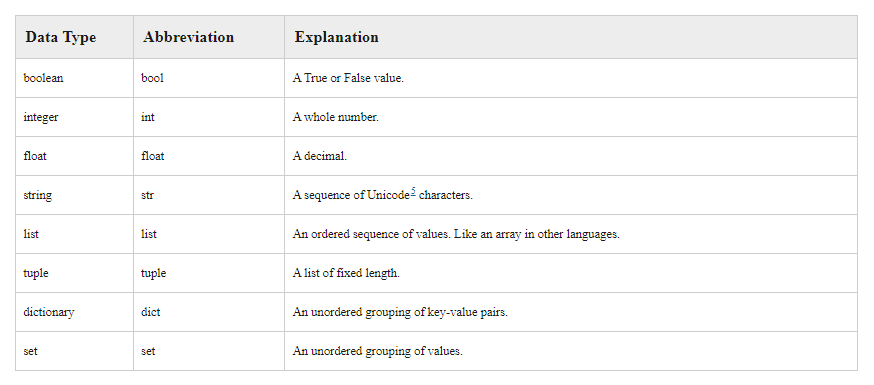 Data Type Abbreviation Explanation
boolean bool A True or False value.
integer int A whole number.
float float A decimal.
string str A sequence of Unicode5 characters.
list list An ordered sequence of values. Like an array in other languages.
tuple tuple A list of fixed length.
dictionary dict An unordered grouping of key-value pairs.
set set An unordered grouping of values.